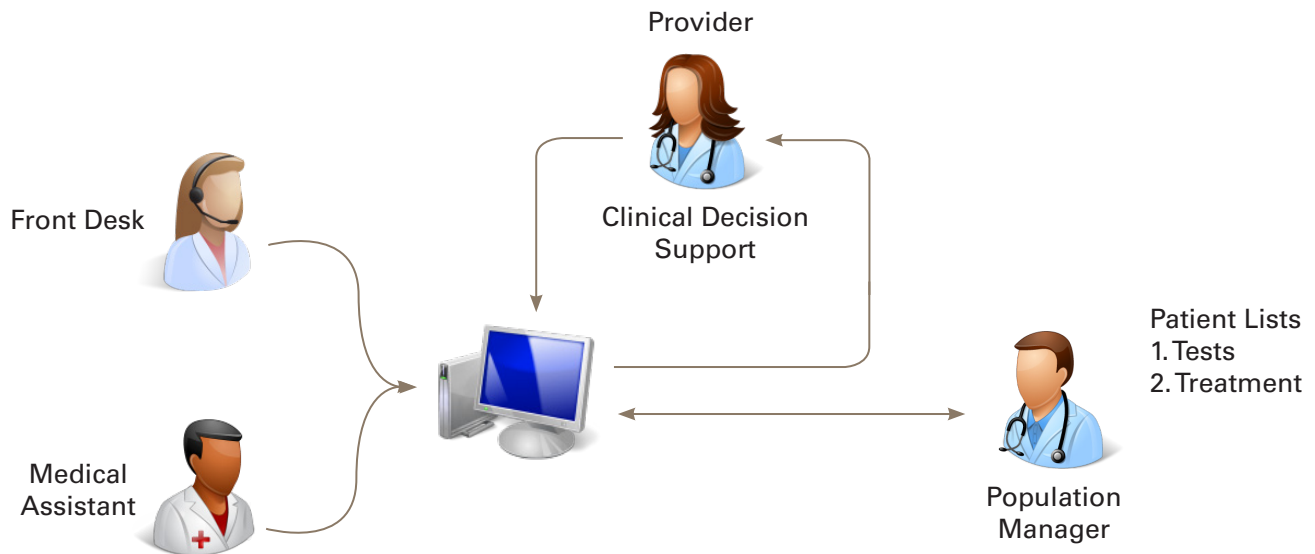 Provider
Front Desk
Clinical Decision
Support
Patient Lists
1. Tests
2. Treatment
Medical
Assistant
Population
Manager